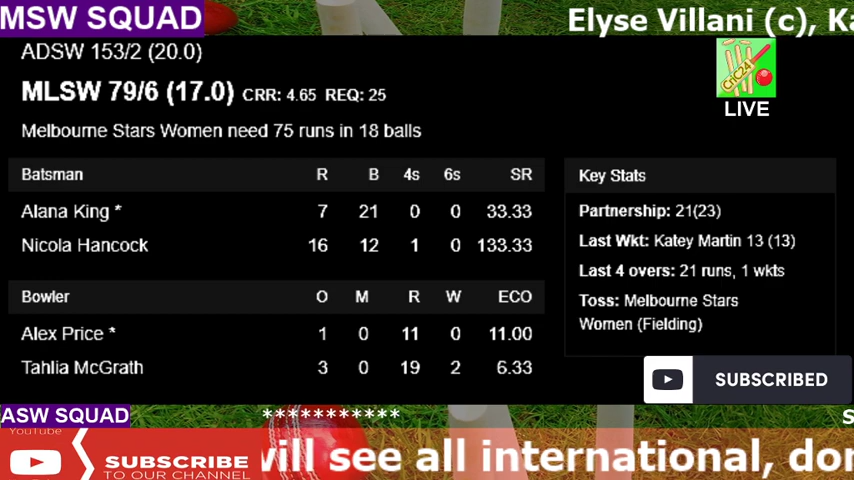 MSW SQUAD
Elyse Villani (c), Ka
ADSW 153/2 (20.0)
MLSW 79/6 (17.0) CRR: 4.65 REQ: 25
CriC24
LIVE
Melbourne Stars Women need 75 runs in 18 balls
Batsman R B 4s 6s SR
Alana King * 7 21 0 0 33.33
Nicola Hancock 16 12 1 0 133.33
Bowler O M R W ECO
Alex Price * 1 0 11 0 11.00
Tahlia McGrath 3 0 19 2 6.33
Key Stats
Partnership: 21(23)
Last Wkt: Katey Martin 13 (13)
Last 4 overs: 21 runs, 1 wkts
Toss: Melbourne Stars
Women (Fielding)
SUBSCRIBED
ASW SQUAD
*********** S
YouTube
SUBSCRIBE
TO OUR CHANNEL
will see all international, dor